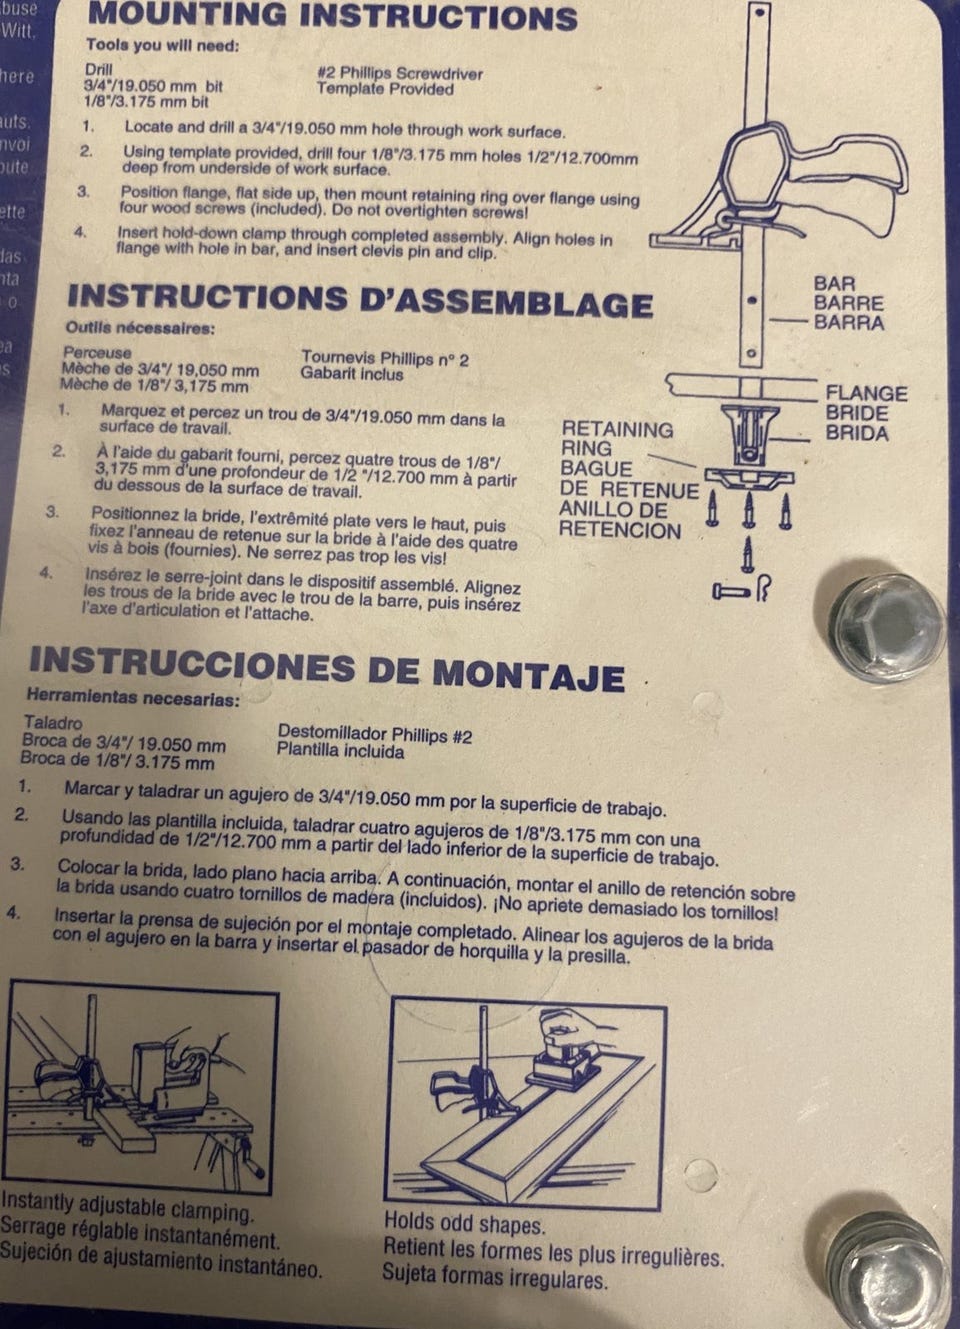 buse
Witt,
here
auts.
nvoi
oute
ette
das
nta
o
ea
s
MOUNTING INSTRUCTIONS
Tools you will need:
Drill
3/4"/19.050 mm bit
1/8"/3.175 mm bit
#2 Phillips Screwdriver
Template Provided
1. Locate and drill a 3/4"/19.050 mm hole through work surface.
2. Using template provided, drill four 1/8"/3.175 mm holes 1/2"/12.700mm
deep from underside of work surface.
3. Position flange, flat side up, then mount retaining ring over flange using
four wood screws (included). Do not overtighten screws!
4. Insert hold-down clamp through completed assembly. Align holes in
flange with hole in bar, and insert clevis pin and clip.
BAR
BARRE
BARRA
FLANGE
BRIDE
BRIDA
RETAINING
RING
BAGUE
DE RETENUE
ANILLO DE
RETENCION
INSTRUCTIONS D'ASSEMBLAGE
Outils nécessaires:
Perceuse
Mèche de 3/4"/ 19,050 mm
Mèche de 1/8"/ 3,175 mm
Tournevis Phillips n° 2
Gabarit inclus
1. Marquez et percez un trou de 3/4"/19.050 mm dans la
surface de travail.
2. À l'aide du gabarit fourni, percez quatre trous de 1/8"/
3,175 mm d'une profondeur de 1/2 "/12.700 mm à partir
du dessous de la surface de travail.
3. Positionnez la bride, l'extrêmité plate vers le haut, puis
fixez l'anneau de retenue sur la bride à l'aide des quatre
vis à bois (fournies). Ne serrez pas trop les vis!
4. Insérez le serre-joint dans le dispositif assemblé. Alignez
les trous de la bride avec le trou de la barre, puis insérez
l'axe d'articulation et l'attache.
INSTRUCCIONES DE MONTAJE
Herramientas necesarias:
Taladro
Broca de 3/4"/ 19.050 mm
Broca de 1/8"/ 3.175 mm
Destornillador Phillips #2
Plantilla incluida
1. Marcar y taladrar un agujero de 3/4"/19.050 mm por la superficie de trabajo.
2. Usando las plantilla incluida, taladrar cuatro agujeros de 1/8"/3.175 mm con una
profundidad de 1/2"/12.700 mm a partir del lado inferior de la superficie de trabajo.
3. Colocar la brida, lado plano hacia arriba. A continuación, montar el anillo de retención sobre
la brida usando cuatro tornillos de madera (incluidos). ¡No apriete demasiado los tornillos!
4. Insertar la prensa de sujeción por el montaje completado. Alinear los agujeros de la brida
con el agujero en la barra y insertar el pasador de horquilla y la presilla.
Instantly adjustable clamping.
Serrage réglable instantanément.
Sujeción de ajustamiento instantáneo.
Holds odd shapes.
Retient les formes les plus irregulières.
Sujeta formas irregulares.